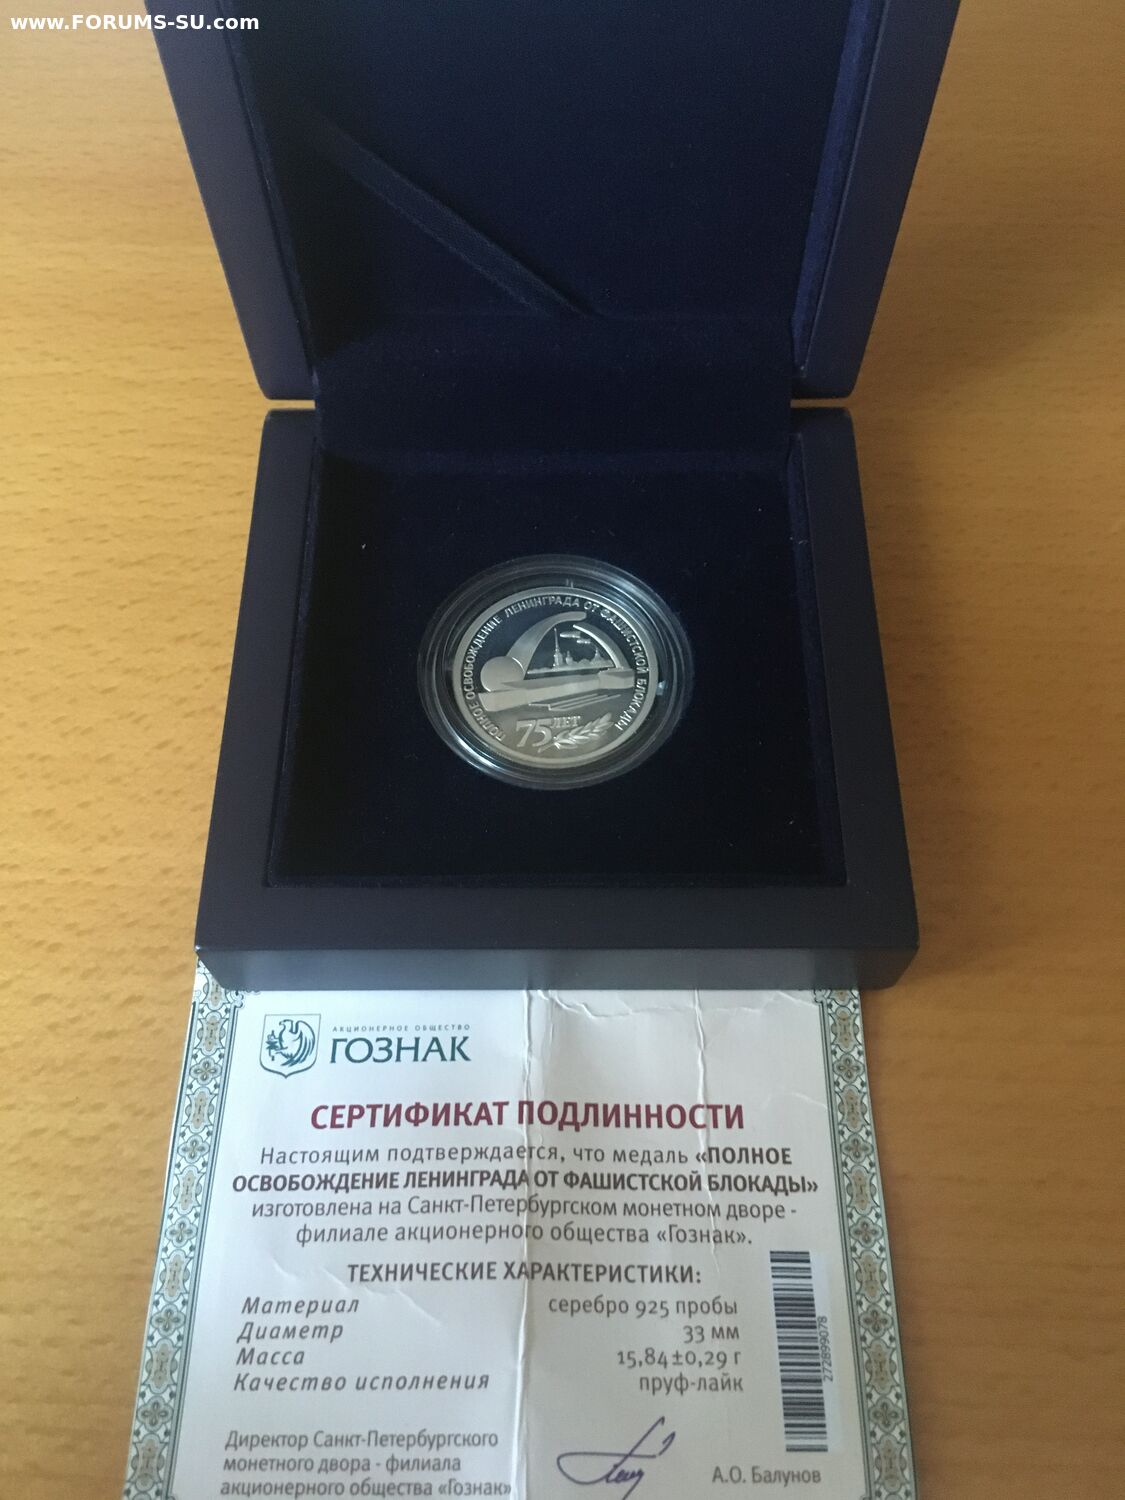 www.FORUMS-SU.com
ПОЛНОЕ ОСВОБОЖДЕНИЕ ЛЕНИНГРАДА ОТ ФАШИСТСКОЙ БЛОКАДЫ
75 ЛЕТ
АКЦИОНЕРНОЕ ОБЩЕСТВО
ГОЗНАК
СЕРТИФИКАТ ПОДЛИННОСТИ
Настоящим подтверждается, что медаль «ПОЛНОЕ
ОСВОБОЖДЕНИЕ ЛЕНИНГРАДА ОТ ФАШИСТСКОЙ БЛОКАДЫ»
изготовлена на Санкт-Петербургском монетном дворе -
филиале акционерного общества «Гознак».
ТЕХНИЧЕСКИЕ ХАРАКТЕРИСТИКИ:
Материал серебро 925 пробы
Диаметр 33 мм
Масса 15,84±0,29 г
Качество исполнения пруф-лайк
272899078
Директор Санкт-Петербургского
монетного двора - филиала
акционерного общества «Гознак»
А.О. Балунов